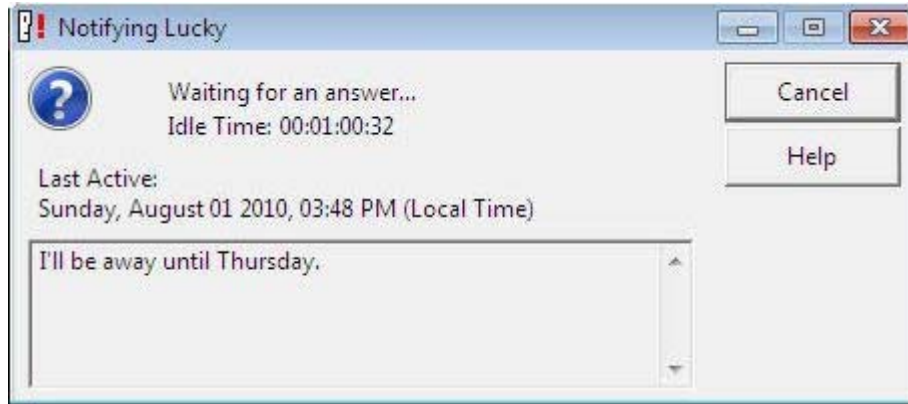 Notifying Lucky
Waiting for an answer...
Idle Time: 00:01:00:32
Cancel
Help
Last Active:
Sunday, August 01 2010, 03:48 PM (Local Time)
I'll be away until Thursday.